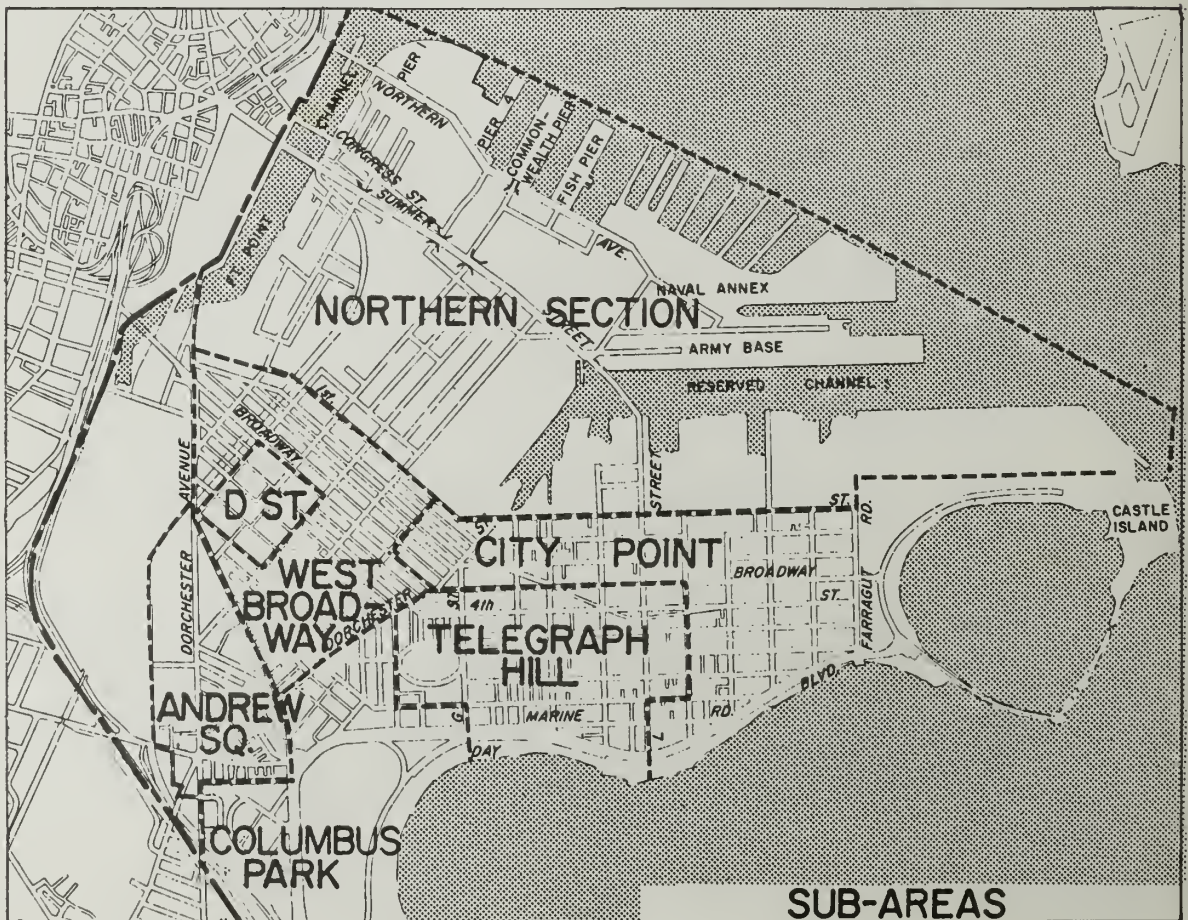 PIER 1
CHANNEL
NORTHERN
PIER 4
COMMON-
WEALTH PIER
FISH PIER
CONGRESS ST.
SUMMER
FT. POINT
AVE.
NAVAL ANNEX
NORTHERN SECTION
STREET
ARMY BASE
RESERVED CHANNEL
1st.
BROADWAY
AVENUE
D ST.
STREET
ST.
ST.
RD.
CASTLE
ISLAND
CITY POINT
WEST
BROAD-
WAY
BROADWAY
DORCHESTER
ST.
4th
ST.
FARRAGUT
DORCHESTER
TELEGRAPH
HILL
BLVD.
ANDREW
SQ.
G
MARINE
RD.
L
DAY
COLUMBUS
PARK
SUB-AREAS